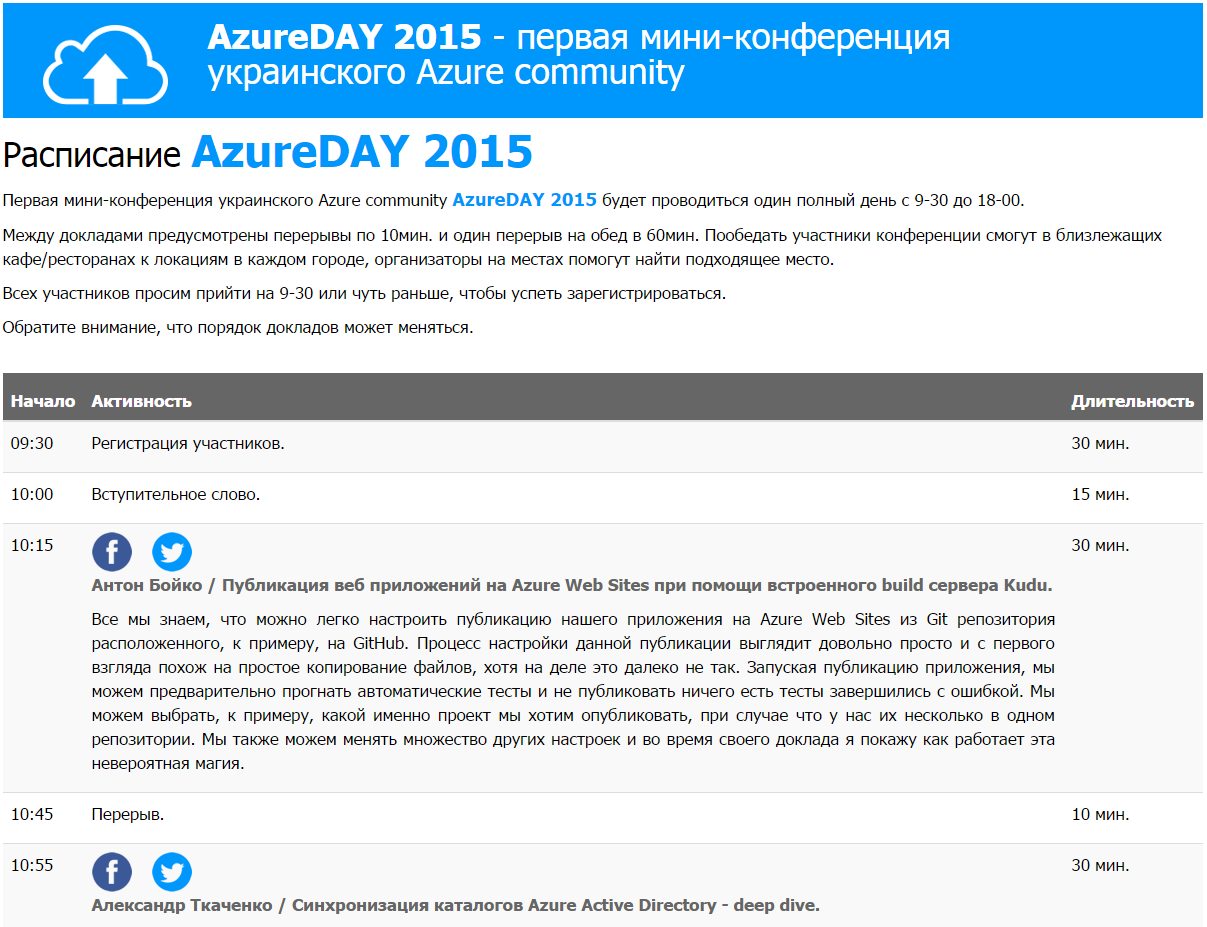 AzureDAY 2015 - первая мини-конференция
украинского Azure community
Расписание AzureDAY 2015
Первая мини-конференция украинского Azure community AzureDAY 2015 будет проводиться один полный день с 9-30 до 18-00.
Между докладами предусмотрены перерывы по 10мин. и один перерыв на обед в 60мин. Пообедать участники конференции смогут в близлежащих
кафе/ресторанах к локациям в каждом городе, организаторы на местах помогут найти подходящее место.
Всех участников просим прийти на 9-30 или чуть раньше, чтобы успеть зарегистрироваться.
Обратите внимание, что порядок докладов может меняться.
Начало Активность Длительность
09:30 Регистрация участников. 30 мин.
10:00 Вступительное слово. 15 мин.
10:15 30 мин.
Антон Бойко / Публикация веб приложений на Azure Web Sites при помощи встроенного build сервера Kudu.
Все мы знаем, что можно легко настроить публикацию нашего приложения на Azure Web Sites из Git репозитория
расположенного, к примеру, на GitHub. Процесс настройки данной публикации выглядит довольно просто и с первого
взгляда похож на простое копирование файлов, хотя на деле это далеко не так. Запуская публикацию приложения, мы
можем предварительно прогнать автоматические тесты и не публиковать ничего есть тесты завершились с ошибкой. Мы
можем выбрать, к примеру, какой именно проект мы хотим опубликовать, при случае что у нас их несколько в одном
репозитории. Мы также можем менять множество других настроек и во время своего доклада я покажу как работает эта
невероятная магия.
10:45 Перерыв. 10 мин.
10:55 30 мин.
Александр Ткаченко / Синхронизация каталогов Azure Active Directory - deep dive.